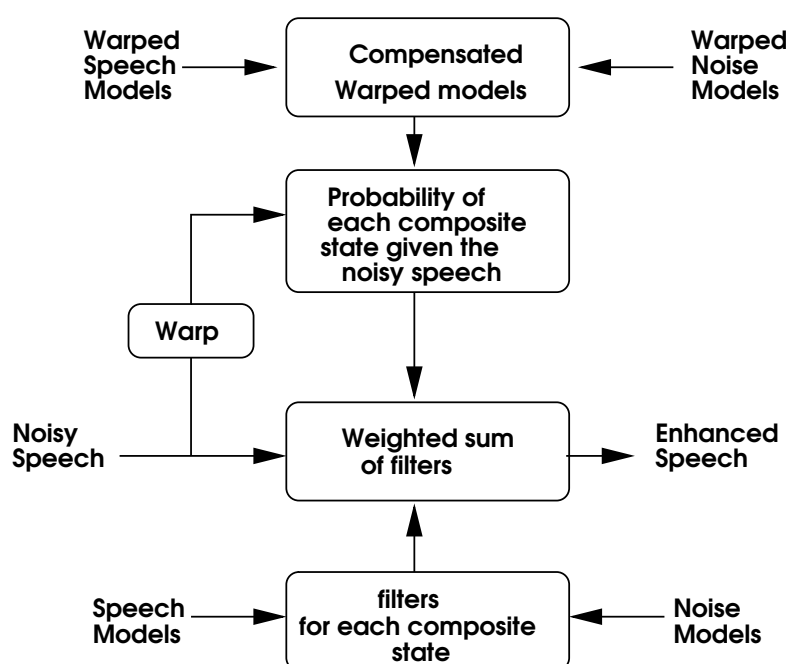 Warped
Speech
Models
Compensated
Warped models
Warped
Noise
Models
Probability of
each composite
state given the
noisy speech
Warp
Noisy
Speech
Weighted sum
of filters
Enhanced
Speech
Speech
Models
filters
for each composite
state
Noise
Models